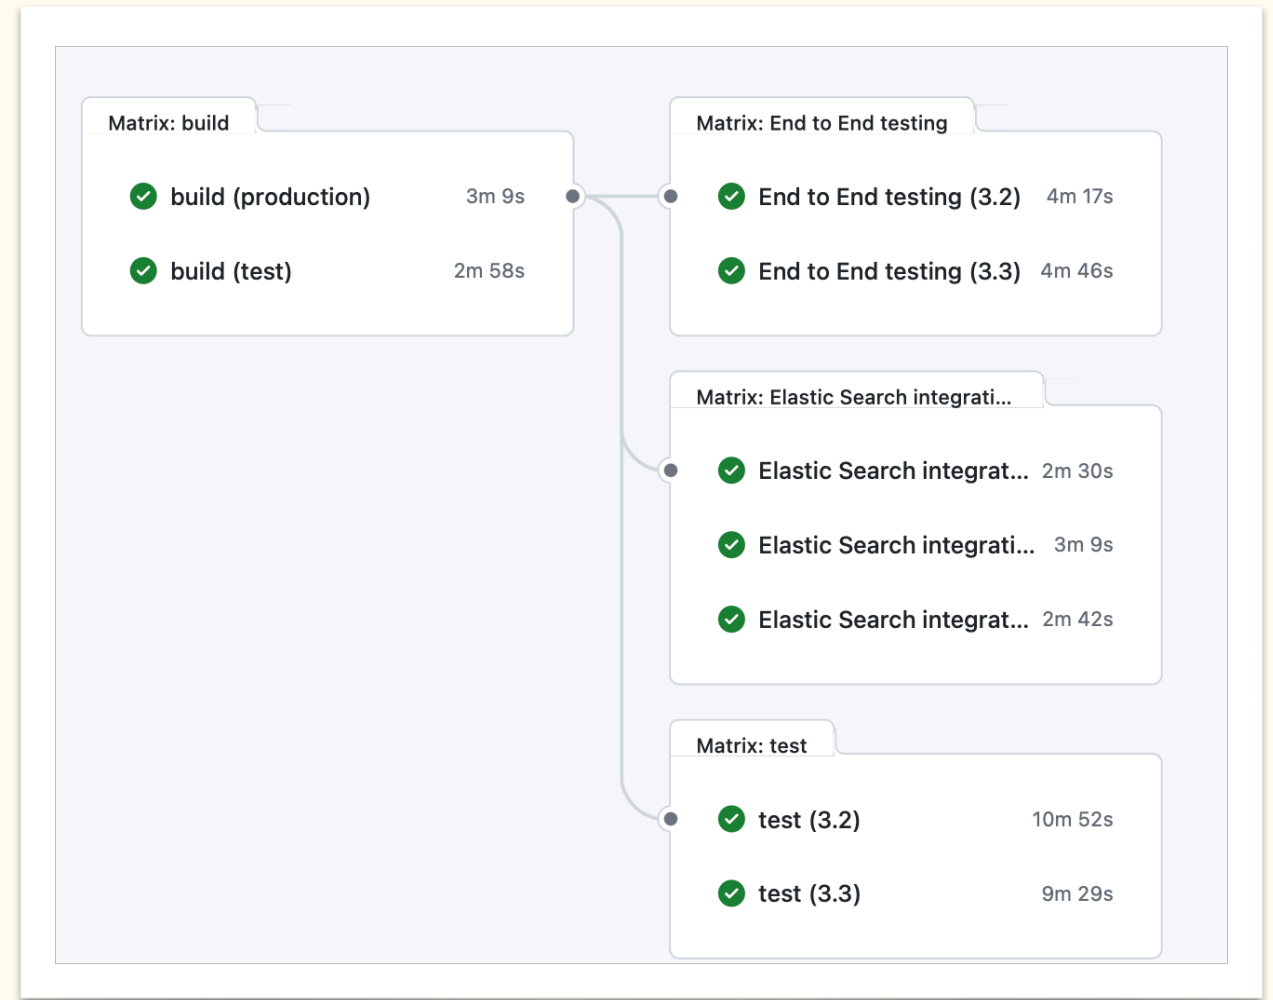 Matrix: build
build (production) 3m 9s
build (test) 2m 58s
Matrix: End to End testing
End to End testing (3.2) 4m 17s
End to End testing (3.3) 4m 46s
Matrix: Elastic Search integrati...
Elastic Search integrat... 2m 30s
Elastic Search integrati... 3m 9s
Elastic Search integrat... 2m 42s
Matrix: test
test (3.2) 10m 52s
test (3.3) 9m 29s